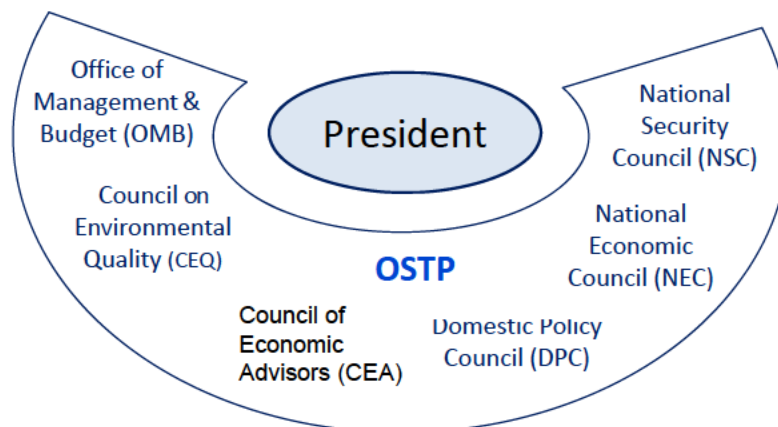 Office of
Management &
Budget (OMB)
President
National
Security
Council (NSC)
Council on
Environmental
Quality (CEQ)
National
Economic
Council (NEC)
OSTP
Council of
Economic
Advisors (CEA)
Domestic Policy
Council (DPC)